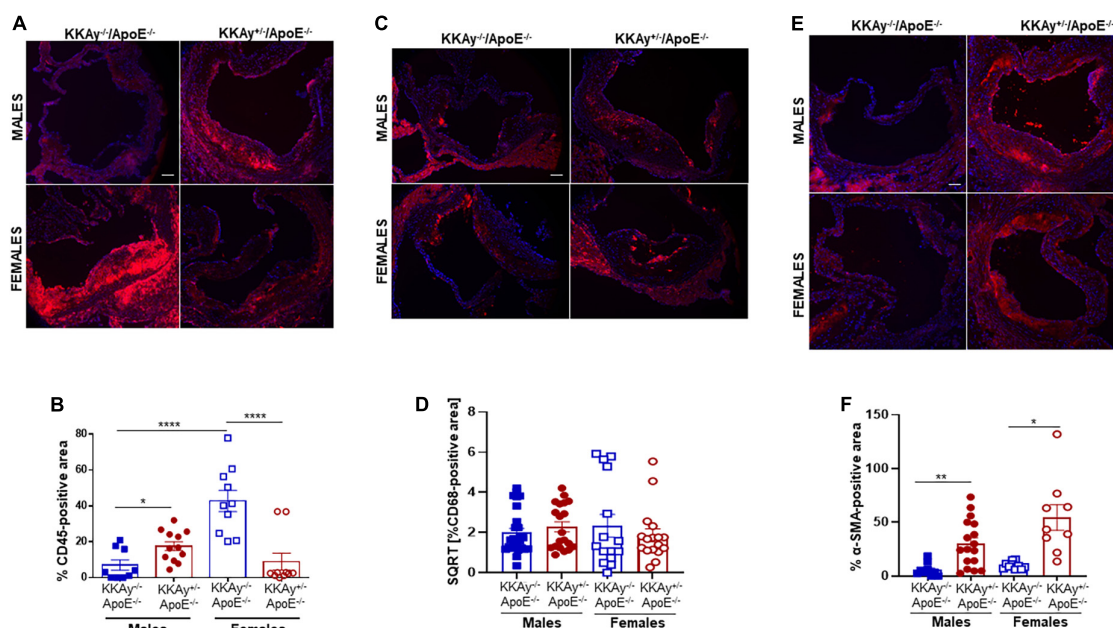 A
KKAy-/-/ApoE-/- KKAy+/-/ApoE-/-
MALES
FEMALES
C
KKAy-/-/ApoE-/- KKAy+/-/ApoE-/-
MALES
FEMALES
E
KKAy-/-/ApoE-/- KKAy+/-/ApoE-/-
MALES
FEMALES
B
% CD45-positive area
80
60
40
20
0
****
****
*
KKAy-/- KKAy+/- KKAy-/- KKAy+/-
ApoE-/- ApoE-/- ApoE-/- ApoE-/-
Males Females
D
SQRT [%CD68-positive area]
8
6
4
2
0
KKAy-/- KKAy+/- KKAy-/- KKAy+/-
ApoE-/- ApoE-/- ApoE-/- ApoE-/-
Males Females
F
% α-SMA-positive area
150
100
50
0
**
*
KKAy-/- KKAy+/- KKAy-/- KKAy+/-
ApoE-/- ApoE-/- ApoE-/- ApoE-/-
Males Females